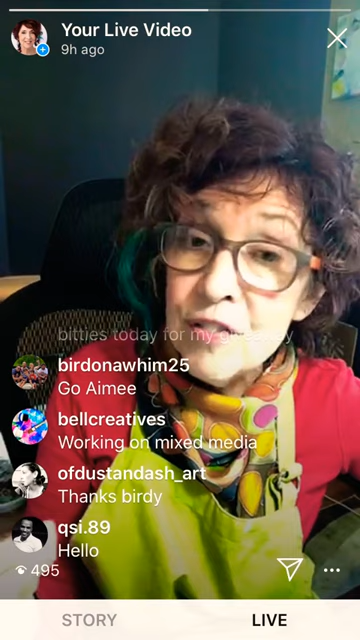 Your Live Video
9h ago
bitties today for my giveaway
birdonawhim25
Go Aimee
bellcreatives
Working on mixed media
ofdustandash_art
Thanks birdy
qsi.89
Hello
495
STORY
LIVE